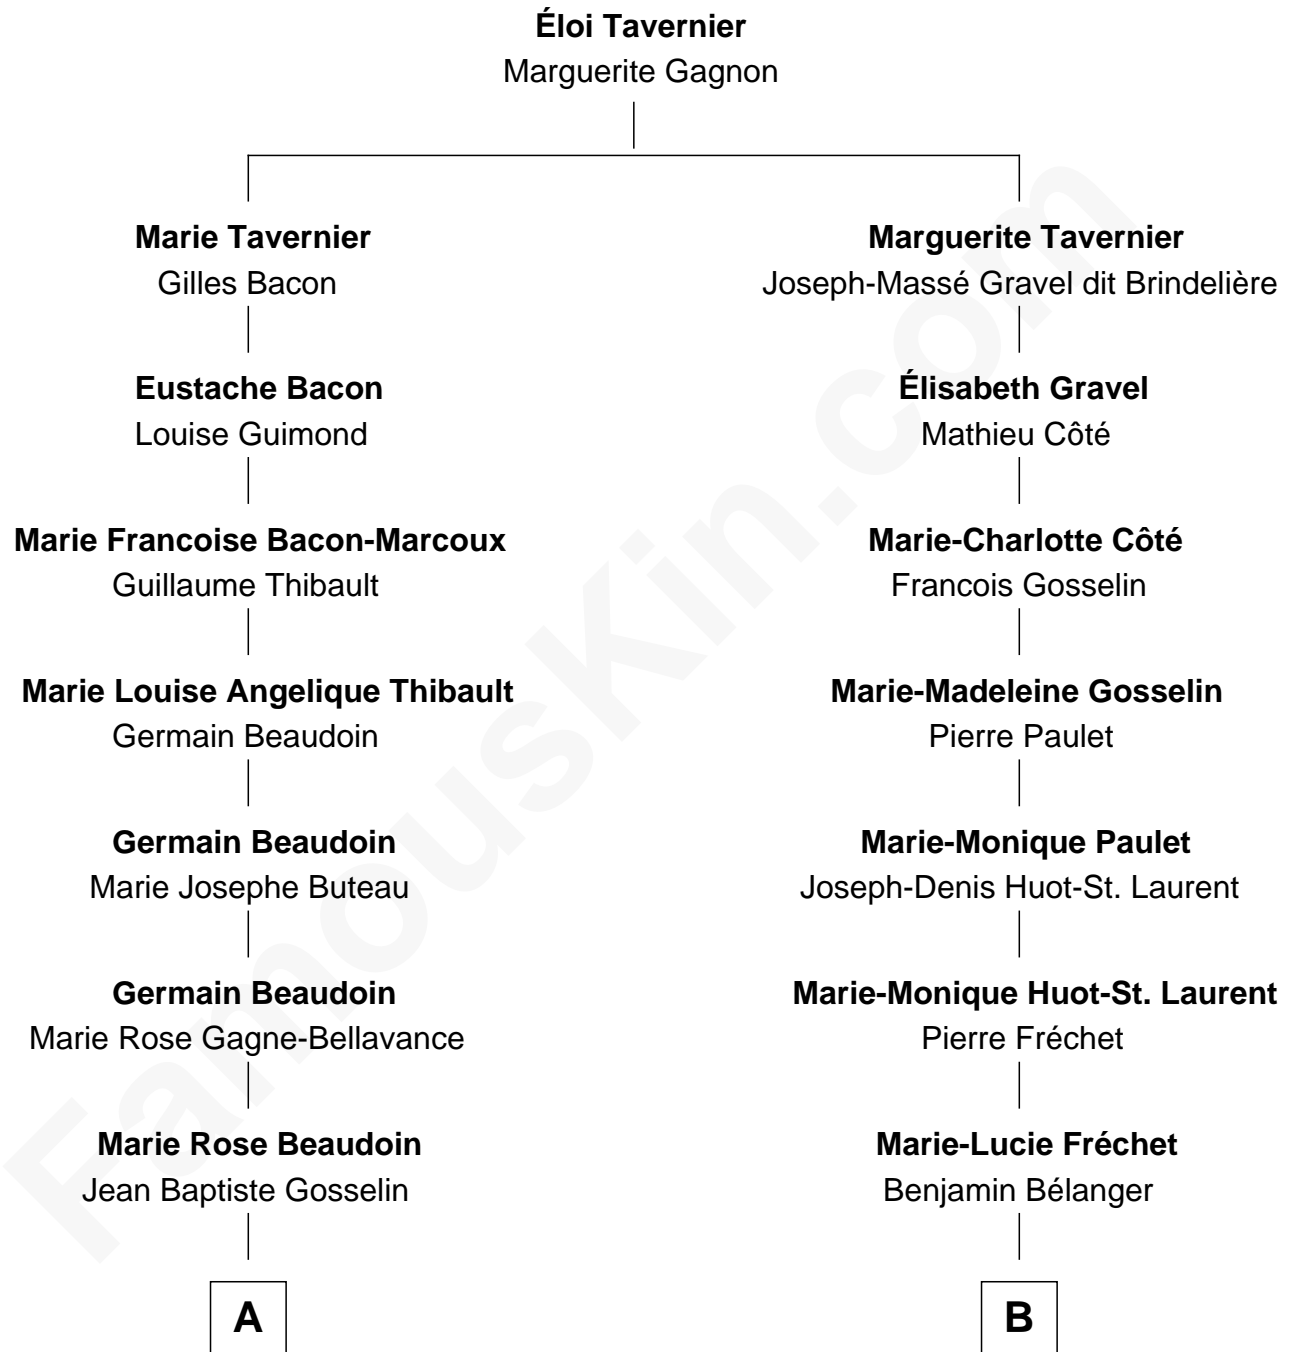 Éloi Tavernier
Marguerite Gagnon
Marie Tavernier
Gilles Bacon
Marguerite Tavernier
Joseph-Massé Gravel dit Brindelière
Eustache Bacon
Louise Guimond
Élisabeth Gravel
Mathieu Côté
Marie Francoise Bacon-Marcoux
Guillaume Thibault
Marie-Charlotte Côté
Francois Gosselin
Marie Louise Angelique Thibault
Germain Beaudoin
Marie-Madeleine Gosselin
Pierre Paulet
Germain Beaudoin
Marie Josephe Buteau
Marie-Monique Paulet
Joseph-Denis Huot-St. Laurent
Germain Beaudoin
Marie Rose Gagne-Bellavance
Marie-Monique Huot-St. Laurent
Pierre Fréchet
Marie Rose Beaudoin
Jean Baptiste Gosselin
Marie-Lucie Fréchet
Benjamin Bélanger
A
B
FamousKin.com